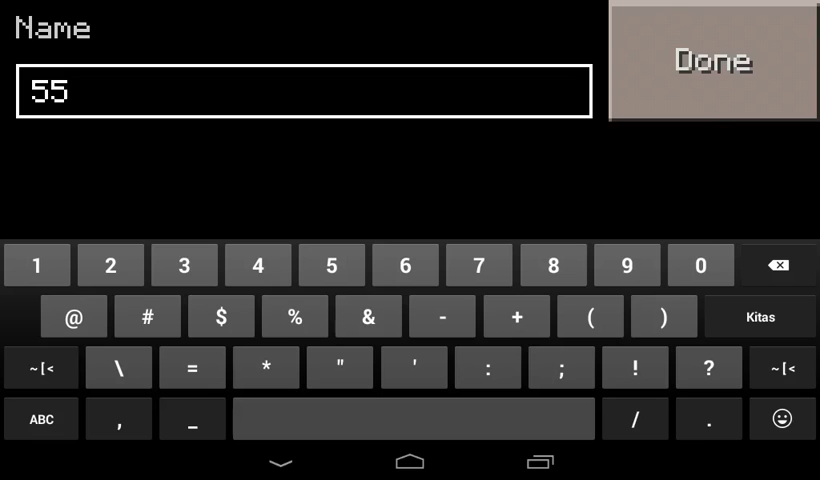 Name
Done
55
1 2 3 4 5 6 7 8 9 0
@ # $ % & - + ( ) Kitas
~[< \ = * " ' : ; ! ? ~[<
ABC , _ / .